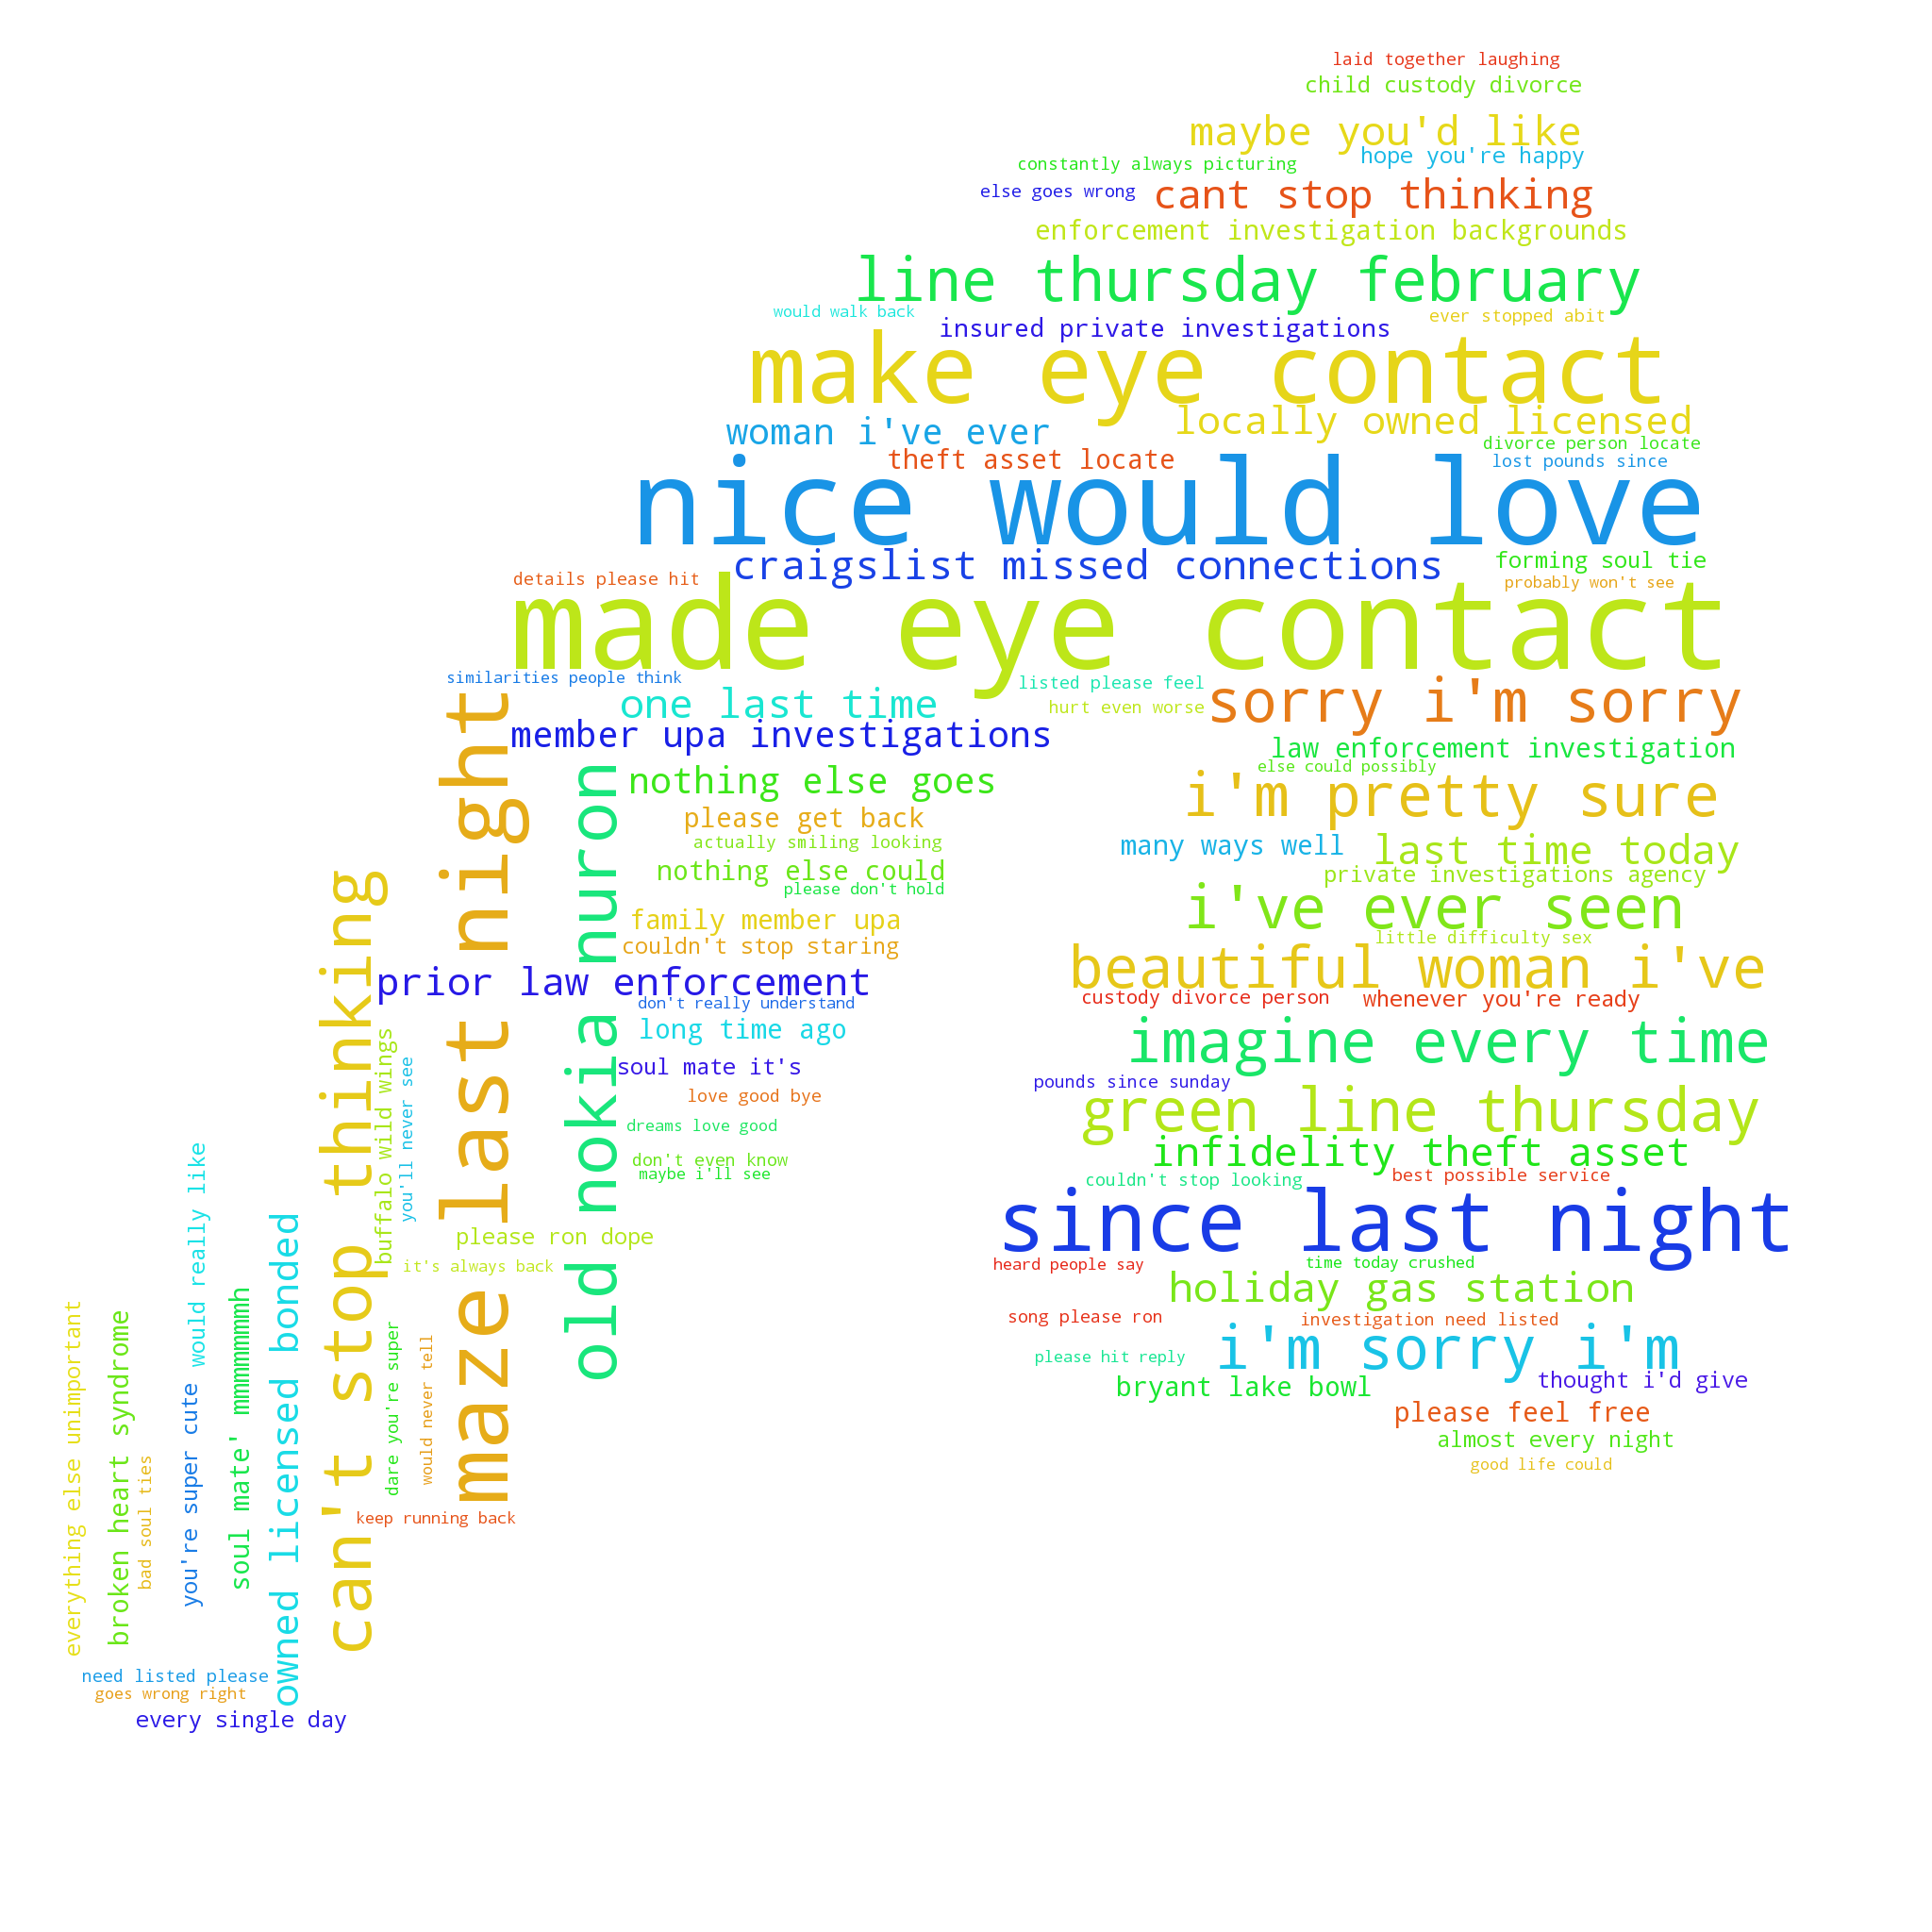 laid together laughing
child custody divorce
maybe you'd like
hope you're happy
constantly always picturing
else goes wrong
cant stop thinking
enforcement investigation backgrounds
line thursday february
would walk back
ever stopped abit
insured private investigations
make eye contact
locally owned licensed
woman i've ever
divorce person locate
theft asset locate
lost pounds since
nice would love
craigslist missed connections
forming soul tie
details please hit
probably won't see
made eye contact
similarities people think
listed please feel
one last time
sorry i'm sorry
hurt even worse
member upa investigations
law enforcement investigation
else could possibly
nothing else goes
i'm pretty sure
please get back
actually smiling looking
many ways well
last time today
nothing else could
private investigations agency
please don't hold
i've ever seen
family member upa
couldn't stop staring
little difficulty sex
beautiful woman i've
prior law enforcement
custody divorce person
whenever you're ready
don't really understand
long time ago
imagine every time
soul mate it's
pounds since sunday
love good bye
green line thursday
dreams love good
infidelity theft asset
don't even know
maybe i'll see
couldn't stop looking
best possible service
since last night
please ron dope
it's always back
heard people say
time today crushed
holiday gas station
song please ron
investigation need listed
i'm sorry i'm
please hit reply
bryant lake bowl
thought i'd give
please feel free
almost every night
good life could
maze last night
old nokia nuron
can't stop thinking
buffalo wild wings
you'll never see
dare you're super
would never tell
keep running back
owned licensed bonded
soul mate' mmmmmmmmh
would really like
you're super cute
bad soul ties
broken heart syndrome
everything else unimportant
need listed please
goes wrong right
every single day